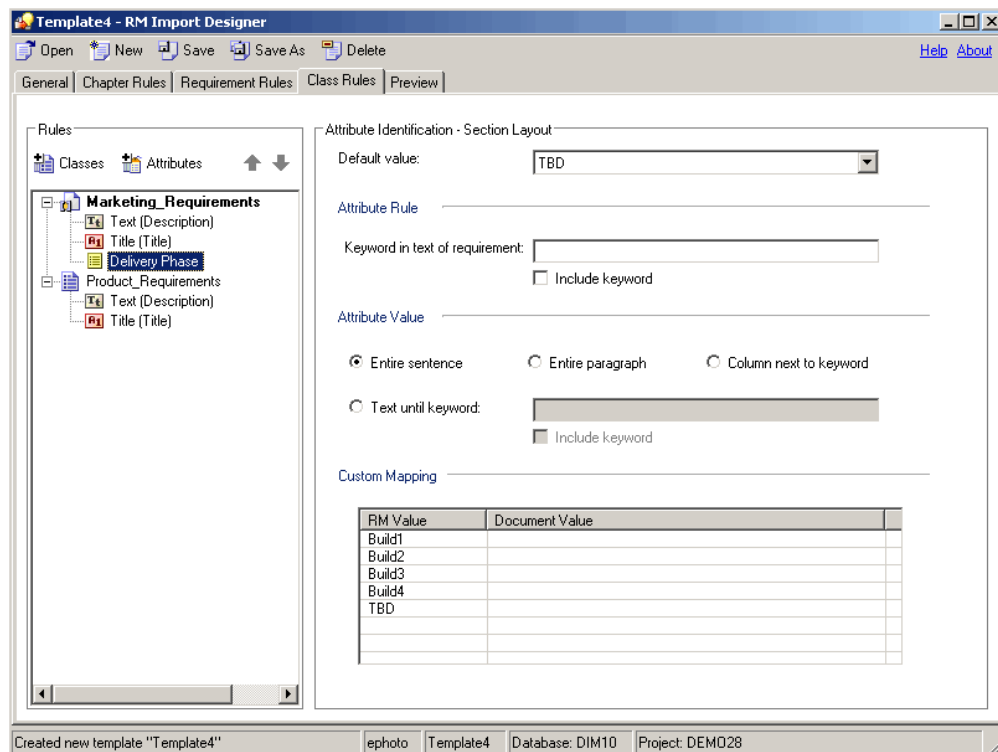 Template4 - RM Import Designer
Open New Save Save As Delete Help About
General Chapter Rules Requirement Rules Class Rules Preview
Rules
Classes Attributes
Marketing_Requirements
Text (Description)
Title (Title)
Delivery Phase
Product_Requirements
Text (Description)
Title (Title)
Attribute Identification - Section Layout
Default value: TBD
Attribute Rule
Keyword in text of requirement:
Include keyword
Attribute Value
Entire sentence Entire paragraph Column next to keyword
Text until keyword:
Include keyword
Custom Mapping
RM Value Document Value
Build1
Build2
Build3
Build4
TBD
Created new template "Template4" ephoto Template4 Database: DIM10 Project: DEMO28